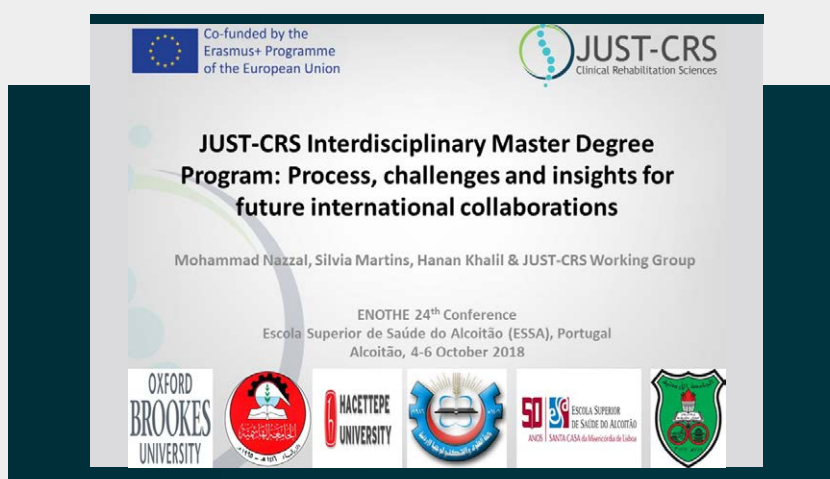 Co-funded by the
Erasmus+ Programme
of the European Union
JUST-CRS
Clinical Rehabilitation Sciences
JUST-CRS Interdisciplinary Master Degree
Program: Process, challenges and insights for
future international collaborations
Mohammad Nazzal, Silvia Martins, Hanan Khalil & JUST-CRS Working Group
ENOTHE 24th Conference
Escola Superior de Saúde do Alcoitão (ESSA), Portugal
Alcoitão, 4-6 October 2018
OXFORD
BROOKES
UNIVERSITY
الجامعة الهاشمية
HACETTEPE
UNIVERSITY
50 ESCOLA SUPERIOR
DE SAÚDE DO ALCOITÃO
ANOS | SANTA CASA da Misericórdia de Lisboa